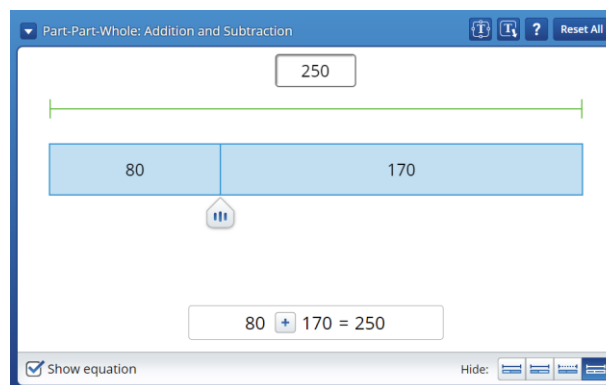 Part-Part-Whole: Addition and Subtraction T T ? Reset All
250
80 170
80 + 170 = 250
Show equation Hide: